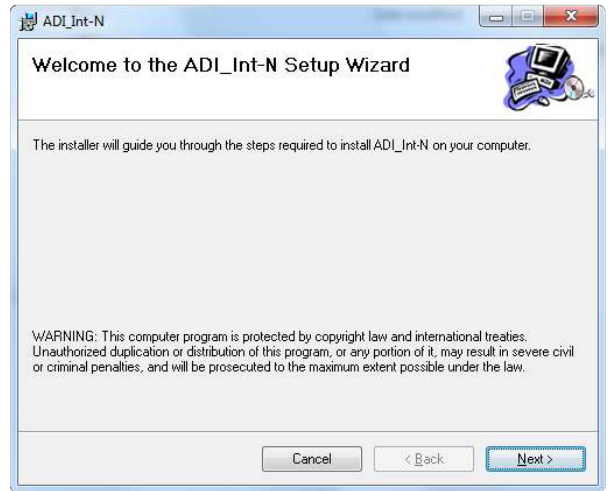 ADI_Int-N
Welcome to the ADI_Int-N Setup Wizard
The installer will guide you through the steps required to install ADI_Int-N on your computer.
WARNING: This computer program is protected by copyright law and international treaties.
Unauthorized duplication or distribution of this program, or any portion of it, may result in severe civil
or criminal penalties, and will be prosecuted to the maximum extent possible under the law.
Cancel
< Back
Next >